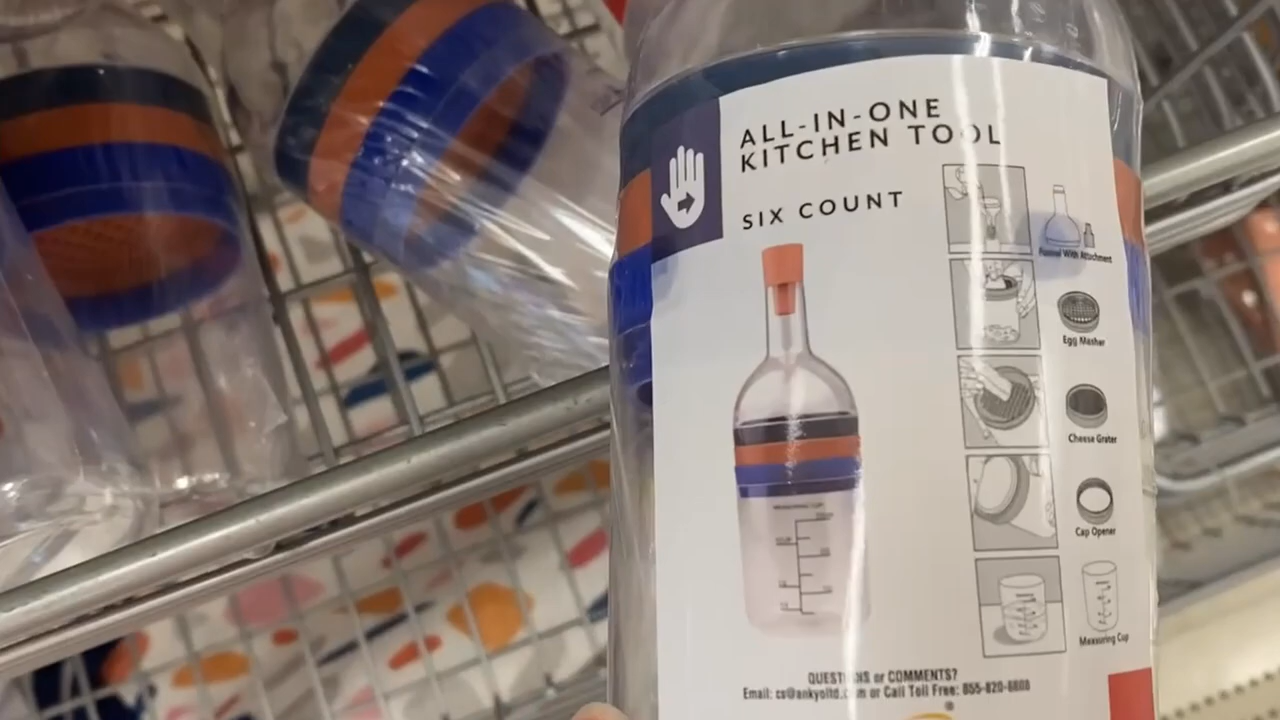 ALL-IN-ONE
KITCHEN TOOL
SIX COUNT
Funnel With Attachment
Egg Masher
Cheese Grater
Cap Opener
Measuring Cup
QUESTIONS or COMMENTS?
Email: cs@ankyoltd.com or Call Toll Free: 855-820-6808